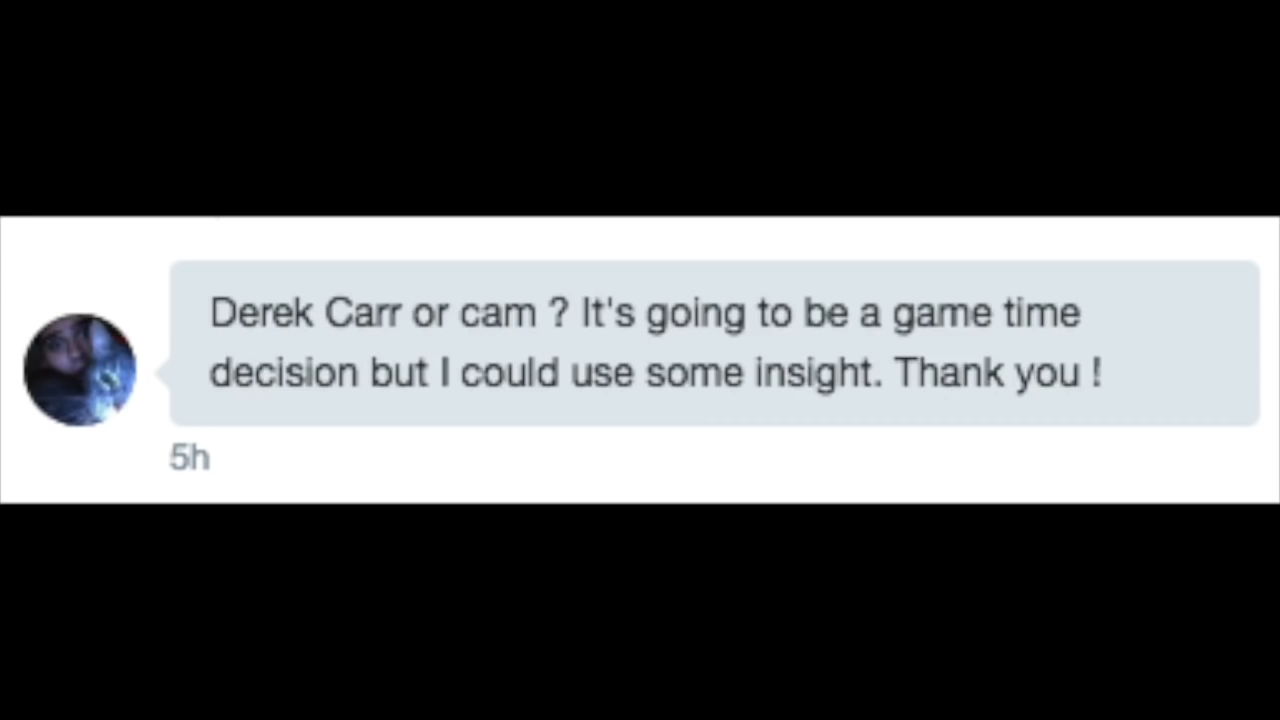 Derek Carr or cam ? It's going to be a game time
decision but I could use some insight. Thank you !
5h